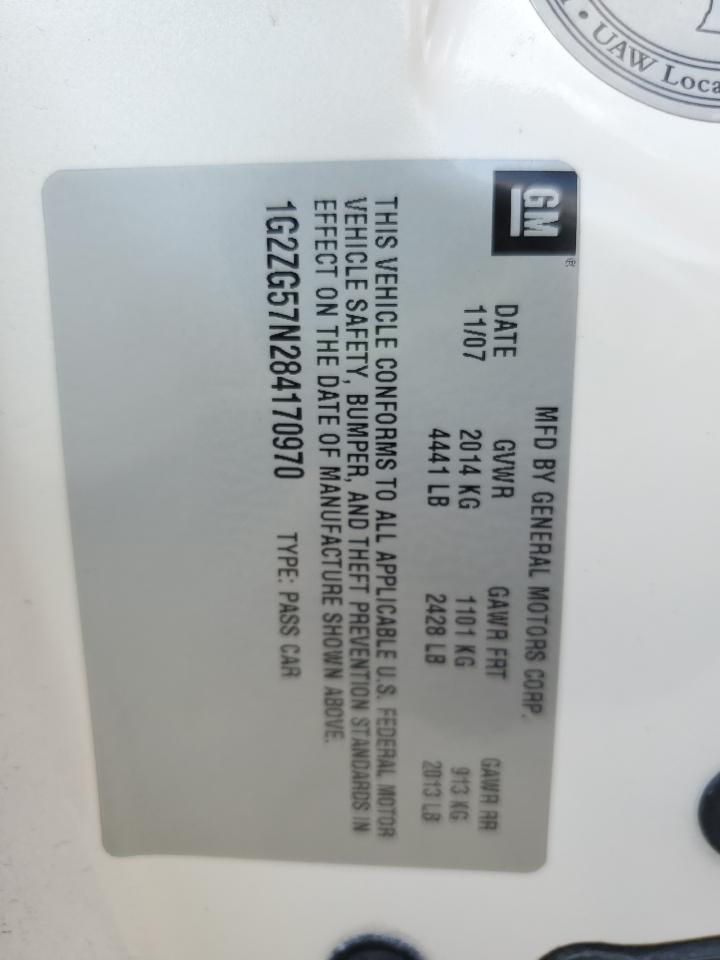 • UAW Loca
GM®
MFD BY GENERAL MOTORS CORP.
DATE GVWR GAWR FRT GAWR RR
11/07 2014 KG 1101 KG 913 KG
4441 LB 2428 LB 2013 LB
THIS VEHICLE CONFORMS TO ALL APPLICABLE U.S. FEDERAL MOTOR
VEHICLE SAFETY, BUMPER, AND THEFT PREVENTION STANDARDS IN
EFFECT ON THE DATE OF MANUFACTURE SHOWN ABOVE.
1G2ZG57N284170970 TYPE: PASS CAR